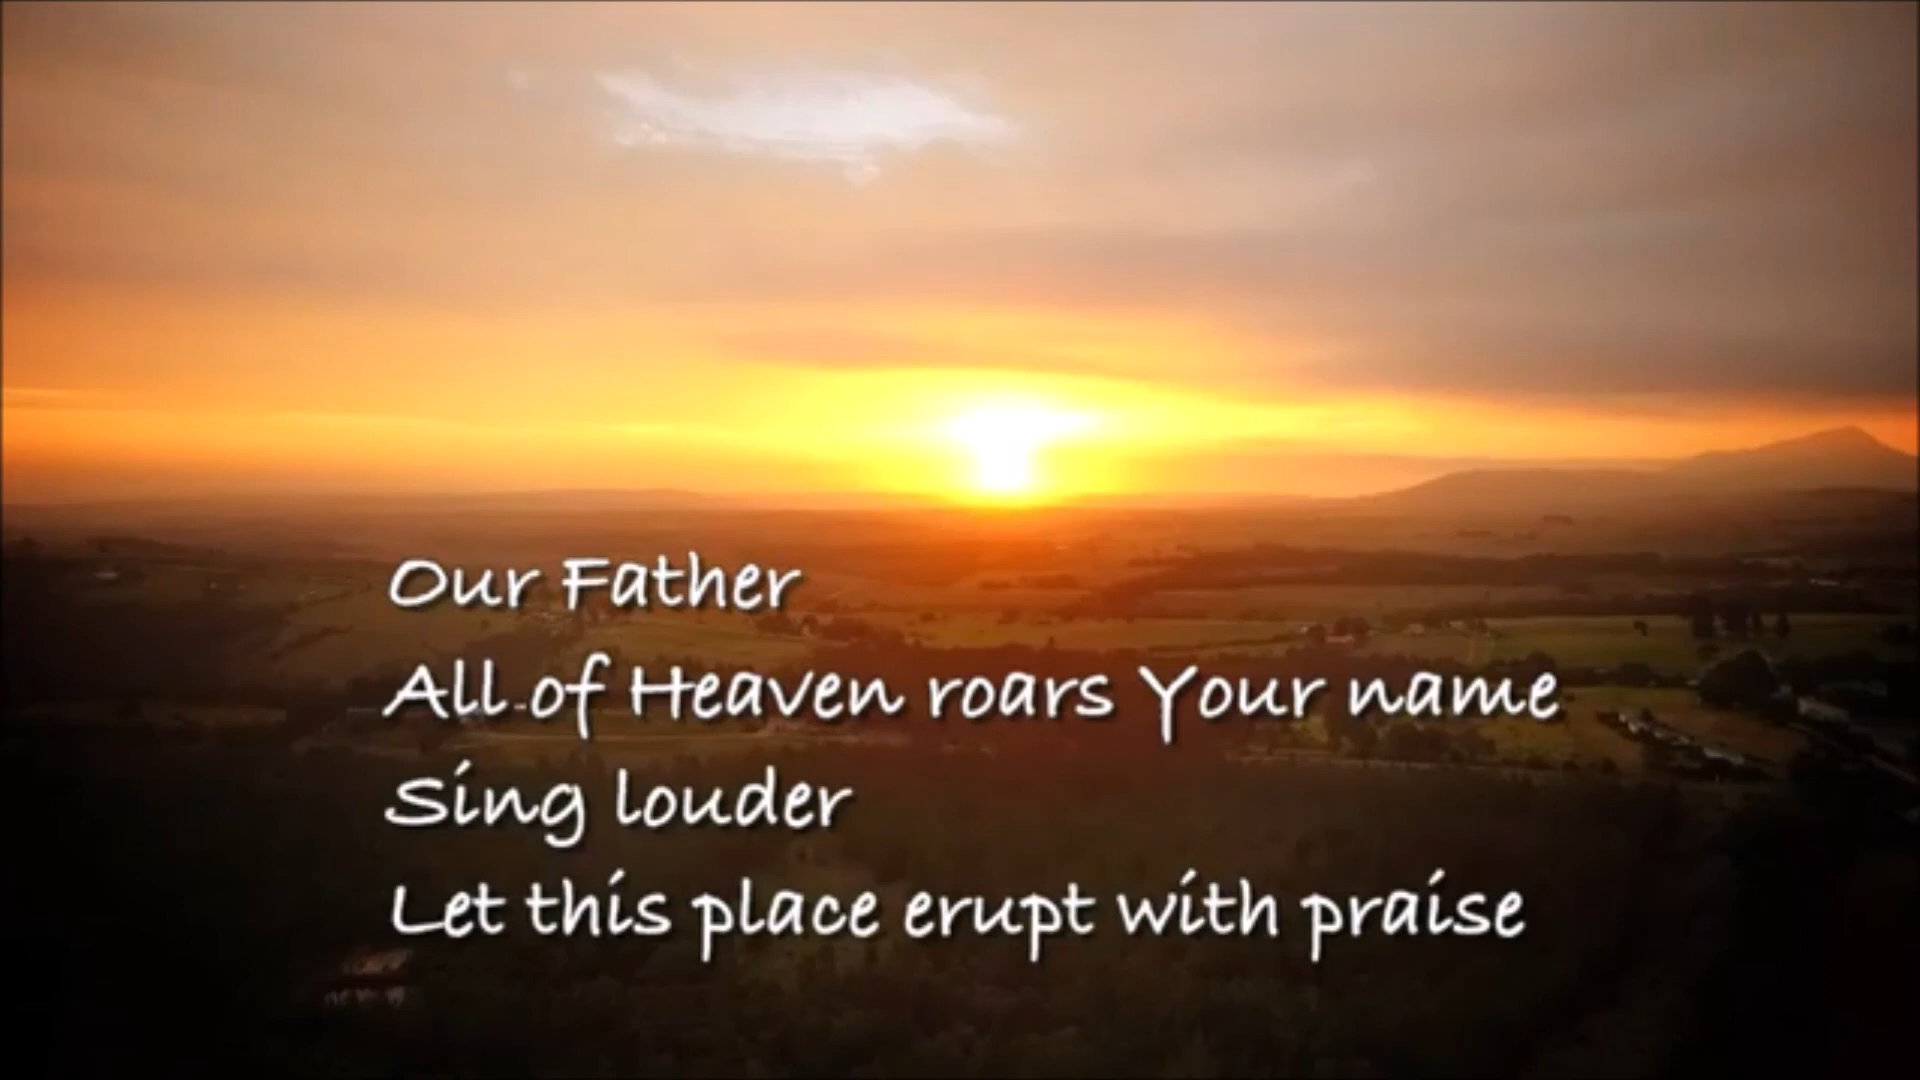 Our Father
All of Heaven roars Your name
Sing louder
Let this place erupt with praise